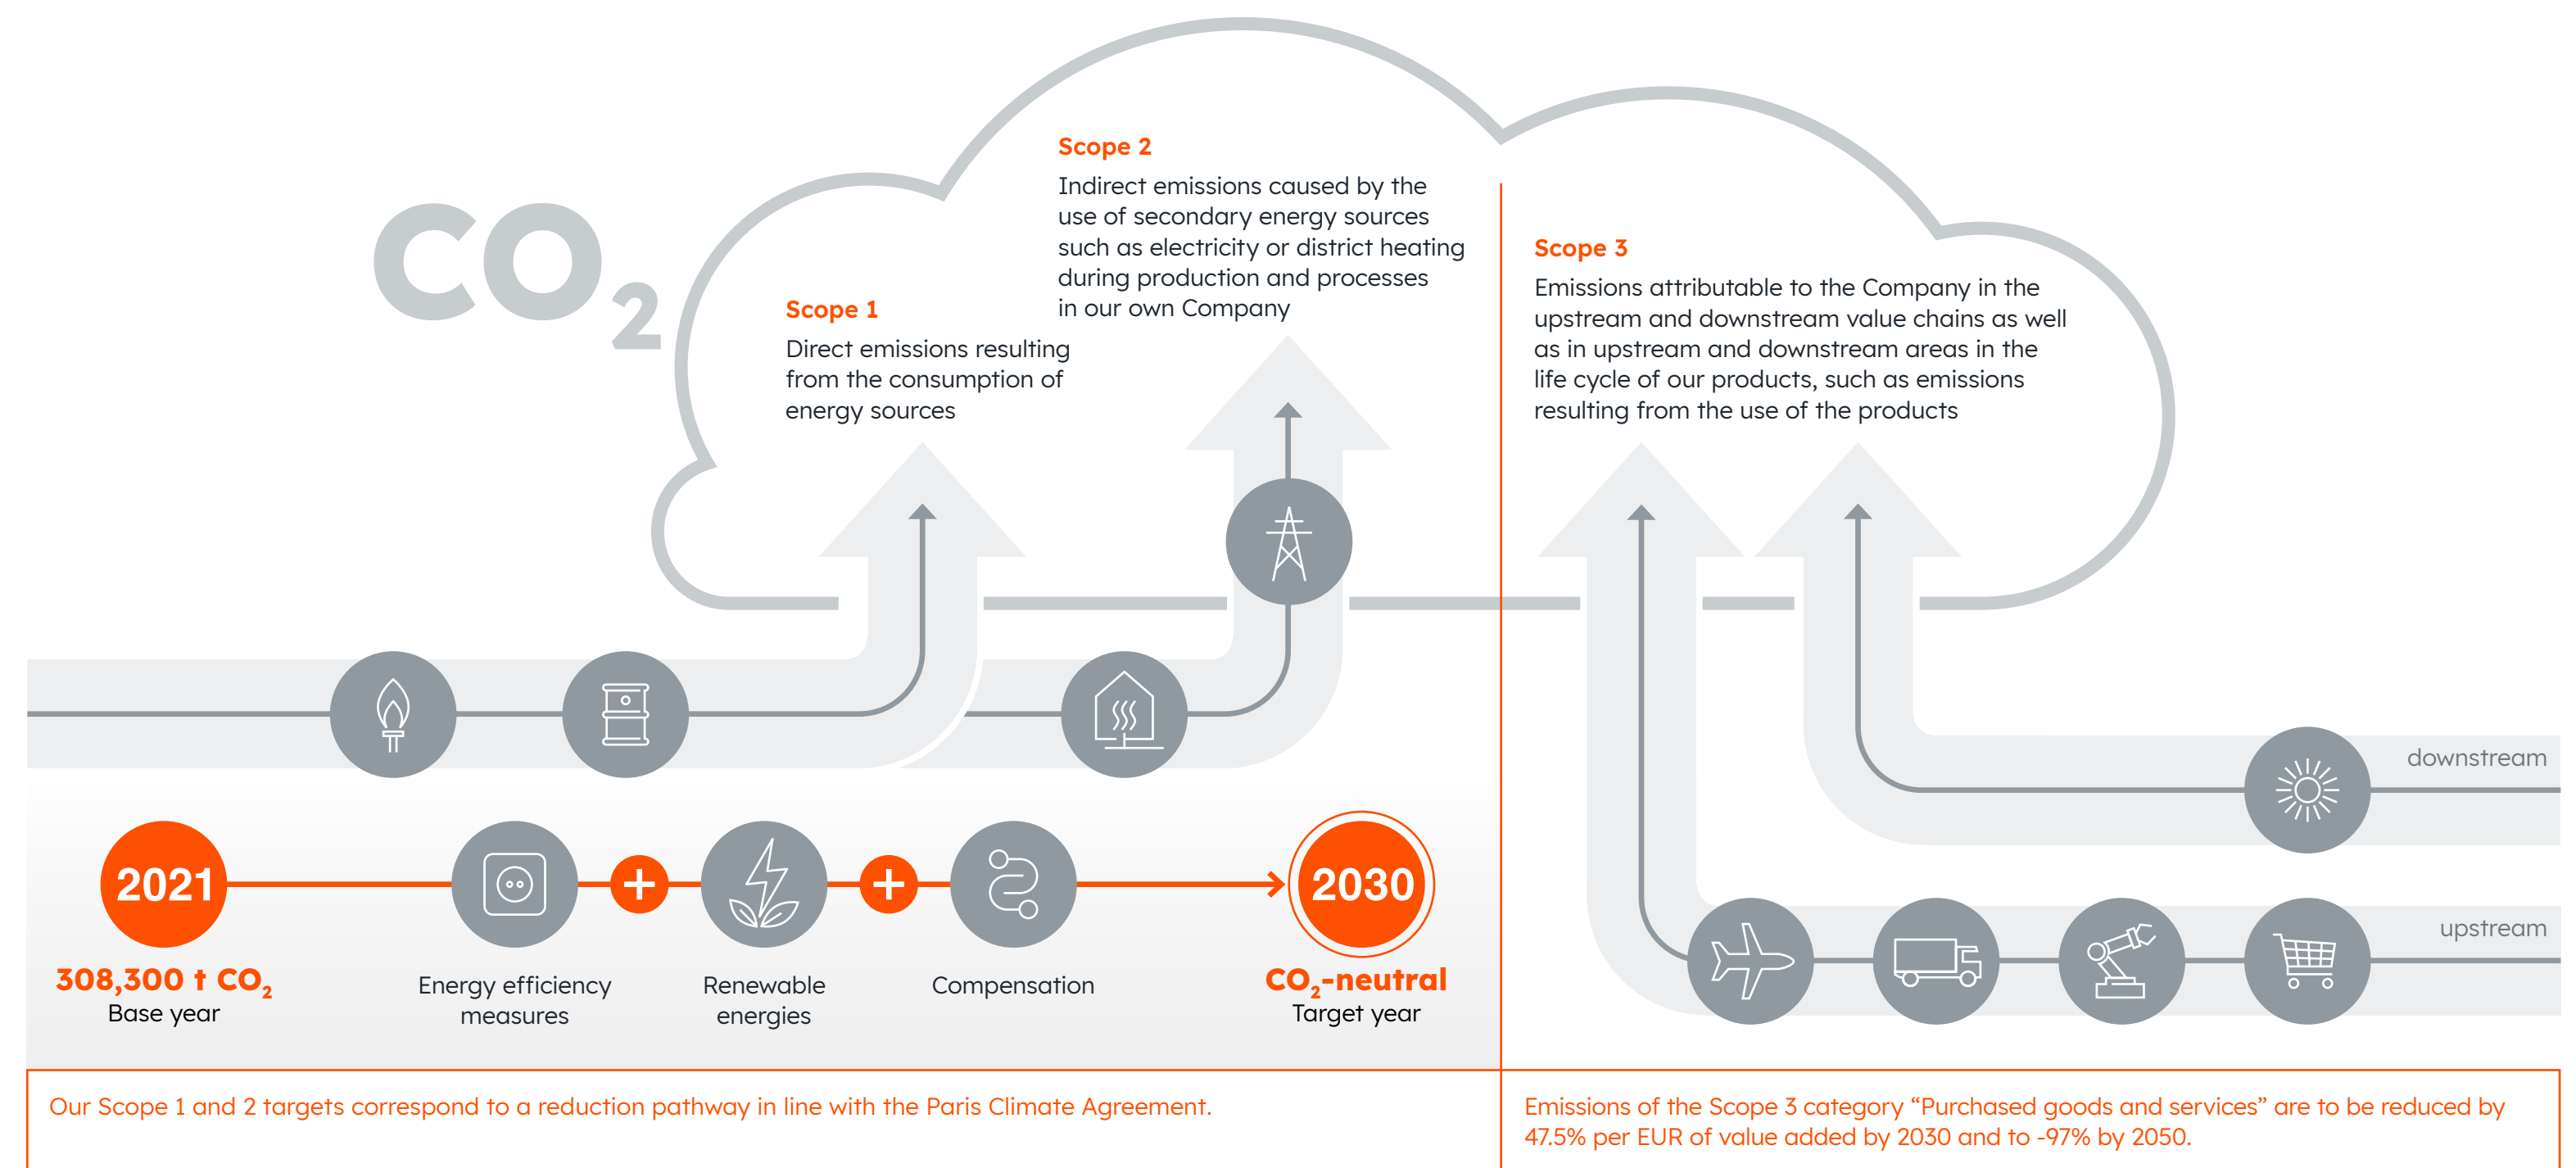 CO2
Scope 1
Direct emissions resulting
from the consumption of
energy sources
Scope 2
Indirect emissions caused by the
use of secondary energy sources
such as electricity or district heating
during production and processes
in our own Company
Scope 3
Emissions attributable to the Company in the
upstream and downstream value chains as well
as in upstream and downstream areas in the
life cycle of our products, such as emissions
resulting from the use of the products
downstream
upstream
2021
308,300 t CO2
Base year
Energy efficiency
measures
Renewable
energies
Compensation
2030
CO2-neutral
Target year
Our Scope 1 and 2 targets correspond to a reduction pathway in line with the Paris Climate Agreement.
Emissions of the Scope 3 category “Purchased goods and services” are to be reduced by
47.5% per EUR of value added by 2030 and to -97% by 2050.